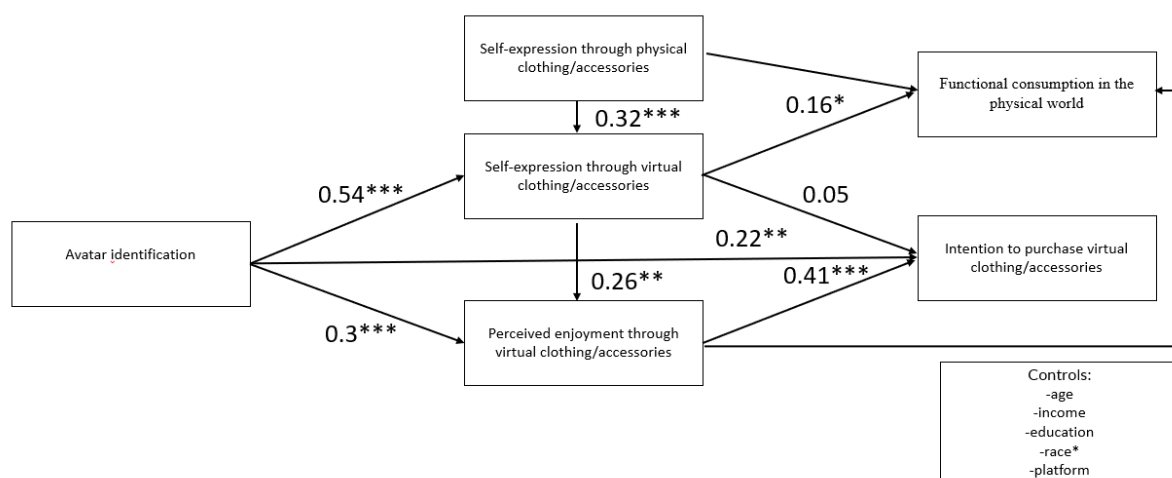 Self-expression through physical
clothing/accessories
Functional consumption in the
physical world
0.16*
0.32***
Self-expression through virtual
clothing/accessories
0.54***
0.05
Avatar identification
0.22**
Intention to purchase virtual
clothing/accessories
0.26**
0.41***
0.3***
Perceived enjoyment through
virtual clothing/accessories
Controls:
-age
-income
-education
-race*
-platform